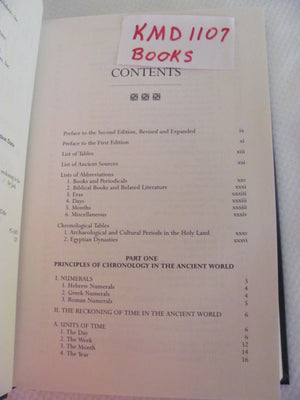 KMD1107
BOOKS
CONTENTS
Preface to the Second Edition, Revised and Expanded ix
Preface to the First Edition xi
List of Tables xiii
List of Ancient Sources xxi
Lists of Abbreviations
1. Books and Periodicals xxv
2. Biblical Books and Related Literature xxxi
3. Eras xxxiii
4. Days xxxiii
5. Months xxxiii
6. Miscellaneous xxxiv
Chronological Tables
1. Archaeological and Cultural Periods in the Holy Land xxxv
2. Egyptian Dynasties xxxvi
PART ONE
PRINCIPLES OF CHRONOLOGY IN THE ANCIENT WORLD
I. NUMERALS 3
1. Hebrew Numerals 4
2. Greek Numerals 4
3. Roman Numerals 5
II. THE RECKONING OF TIME IN THE ANCIENT WORLD 6
A. UNITS OF TIME 6
1. The Day 6
2. The Week 12
3. The Month 14
4. The Year 16